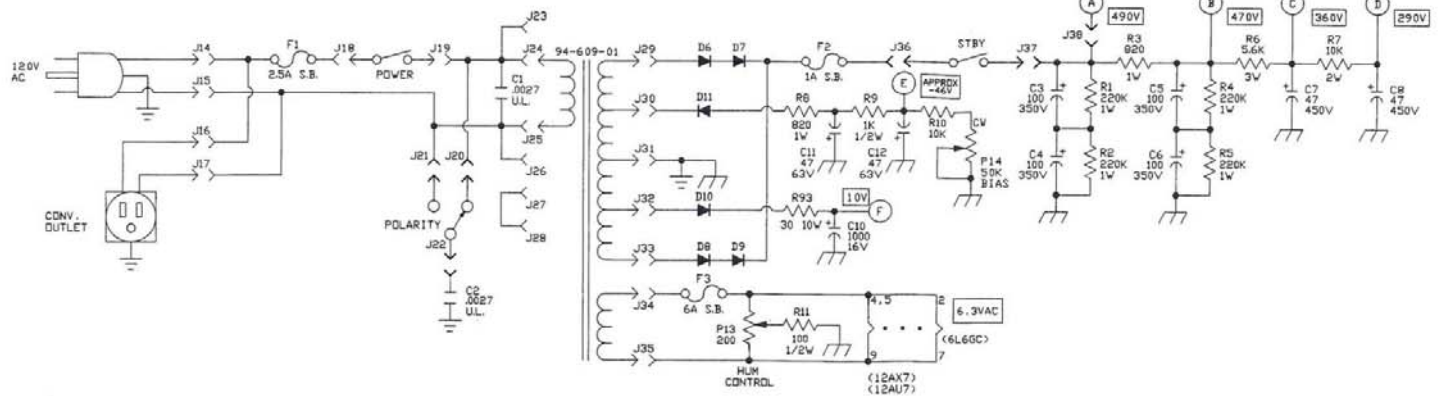 120V
AC
J14
J15
J16
J17
F1
2.5A S.B.
J18
POWER
J19
J23
J24
C1
.0027
U.L.
J25
J26
J27
J28
J21
J20
POLARITY
J22
C2
.0027
U.L.
CONV.
OUTLET
94-609-01
J29
J30
J31
J32
J33
J34
J35
D6
D7
D11
D10
D8
D9
F2
1A S.B.
J36
STBY
J37
J38
R8
820
1W
R9
1K
1/2W
C11
47
63V
C12
47
63V
E
APPROX
-46V
R10
10K
CW
P14
50K
BIAS
R93
30 10W
10V
F
C10
1000
16V
F3
6A S.B.
P13
200
HUM
CONTROL
R11
100
1/2W
4,5
9
2
7
6.3VAC
(6L6GC)
(12AX7)
(12AU7)
A
490V
B
470V
C
360V
D
290V
R3
820
1W
R6
5.6K
3W
R7
10K
2W
C3
100
350V
R1
220K
1W
C4
100
350V
R2
220K
1W
C5
100
350V
R4
220K
1W
C6
100
350V
R5
220K
1W
C7
47
450V
C8
47
450V